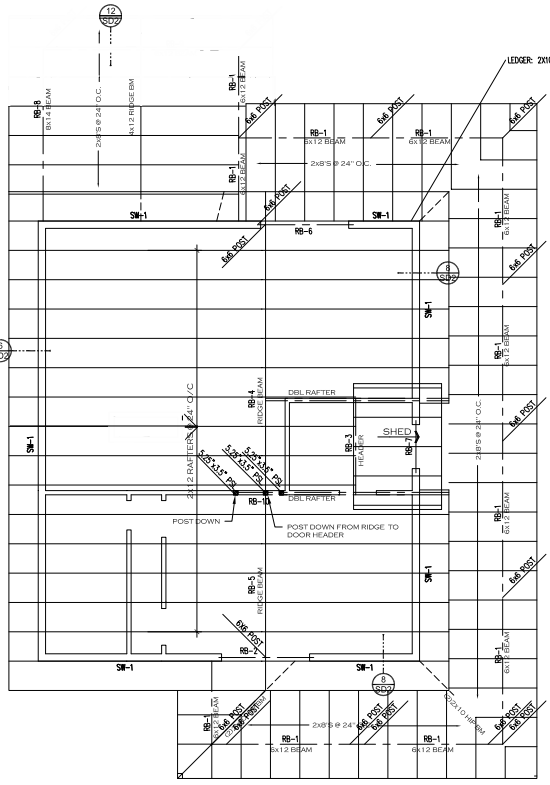 12
SD2
LEDGER: 2X10
RB-8
8x14 BEAM
2x8'S @ 24" O.C.
4x12 RIDGE BM
RB-1
6x12 BEAM
6x6 POST
6x6 POST
6x6 POST
RB-1
6x12 BEAM
RB-1
6x12 BEAM
2x8'S @ 24" O.C.
RB-1
6x12 BEAM
6x6 POST
RB-1
6x12 BEAM
SW-1
SW-1
RB-6
6x6 POST
6x6 POST
8
SD2
SW-1
RB-1
6x12 BEAM
RB-4
RIDGE BEAM
DBL RAFTER
2x12 RAFTERS @ 24" O/C
RB-3
HEADER
SHED
RB-7
2x8'S @ 24" O.C.
6x6 POST
SW-1
5.25"x3.5" PSL
5.25"x3.5" PSL
5.25"x3.5" PSL
RB-10
DBL RAFTER
POST DOWN
POST DOWN FROM RIDGE TO
DOOR HEADER
RB-1
6x12 BEAM
6x6 POST
RB-5
RIDGE BEAM
SW-1
6X6 POST
RB-2
SW-1
SW-1
8
SD2
RB-1
6x12 BEAM
RB-1
6x12 BEAM
6x6 POST
6x6 POST
2x8'S @ 24"
6x6 POST
6x6 POST
(2)2x10 HIP BM
6x6 POST
6x6 POST
RB-1
6x12 BEAM
RB-1
6x12 BEAM